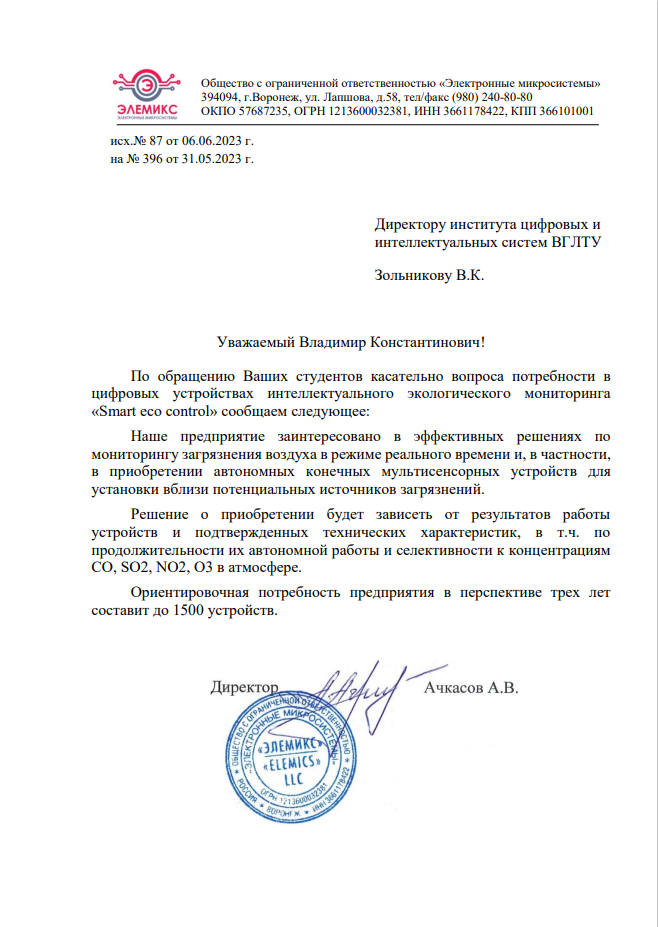 ЭЛЕМИКС
ЭЛЕКТРОННЫЕ МИКРОСИСТЕМЫ
Общество с ограниченной ответственностью «Электронные микросистемы»
394094, г.Воронеж, ул. Лапшова, д.58, тел/факс (980) 240-80-80
ОКПО 57687235, ОГРН 1213600032381, ИНН 3661178422, КПП 366101001
исх.№ 87 от 06.06.2023 г.
на № 396 от 31.05.2023 г.
Директору института цифровых и
интеллектуальных систем ВГЛТУ
Зольникову В.К.
Уважаемый Владимир Константинович!
По обращению Ваших студентов касательно вопроса потребности в
цифровых устройствах интеллектуального экологического мониторинга
«Smart eco control» сообщаем следующее:
Наше предприятие заинтересовано в эффективных решениях по
мониторингу загрязнения воздуха в режиме реального времени и, в частности,
в приобретении автономных конечных мультисенсорных устройств для
установки вблизи потенциальных источников загрязнений.
Решение о приобретении будет зависеть от результатов работы
устройств и подтвержденных технических характеристик, в т.ч. по
продолжительности их автономной работы и селективности к концентрациям
CO, SO2, NO2, O3 в атмосфере.
Ориентировочная потребность предприятия в перспективе трех лет
составит до 1500 устройств.
Директор
Ачкасов А.В.
ОБЩЕСТВО С ОГРАНИЧЕННОЙ ОТВЕТСТВЕННОСТЬЮ
«ЭЛЕКТРОННЫЕ МИКРОСИСТЕМЫ»
«ЭЛЕМИКС»
«ELEMICS»
LLC
ОГРН 1213600032381
РОССИЯ * ВОРОНЕЖ * ИНН 3661178422